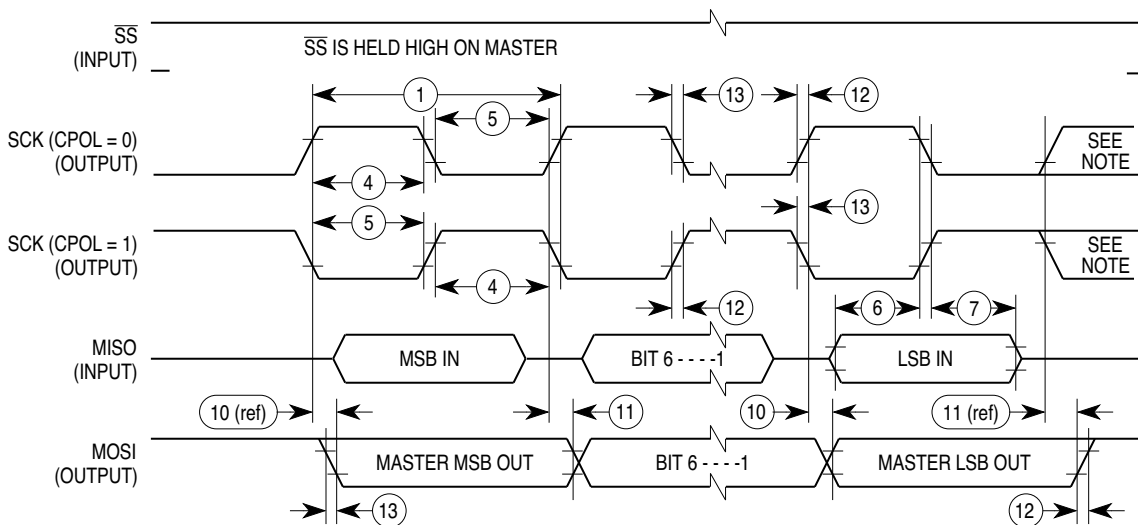 SS
(INPUT)
SS IS HELD HIGH ON MASTER
1
13
12
5
SCK (CPOL = 0)
(OUTPUT)
SEE
NOTE
4
5
13
SCK (CPOL = 1)
(OUTPUT)
SEE
NOTE
4
12
6
7
MISO
(INPUT)
MSB IN
BIT 6 - - - -1
LSB IN
10 (ref)
11
10
11 (ref)
MOSI
(OUTPUT)
MASTER MSB OUT
BIT 6 - - - -1
MASTER LSB OUT
13
12